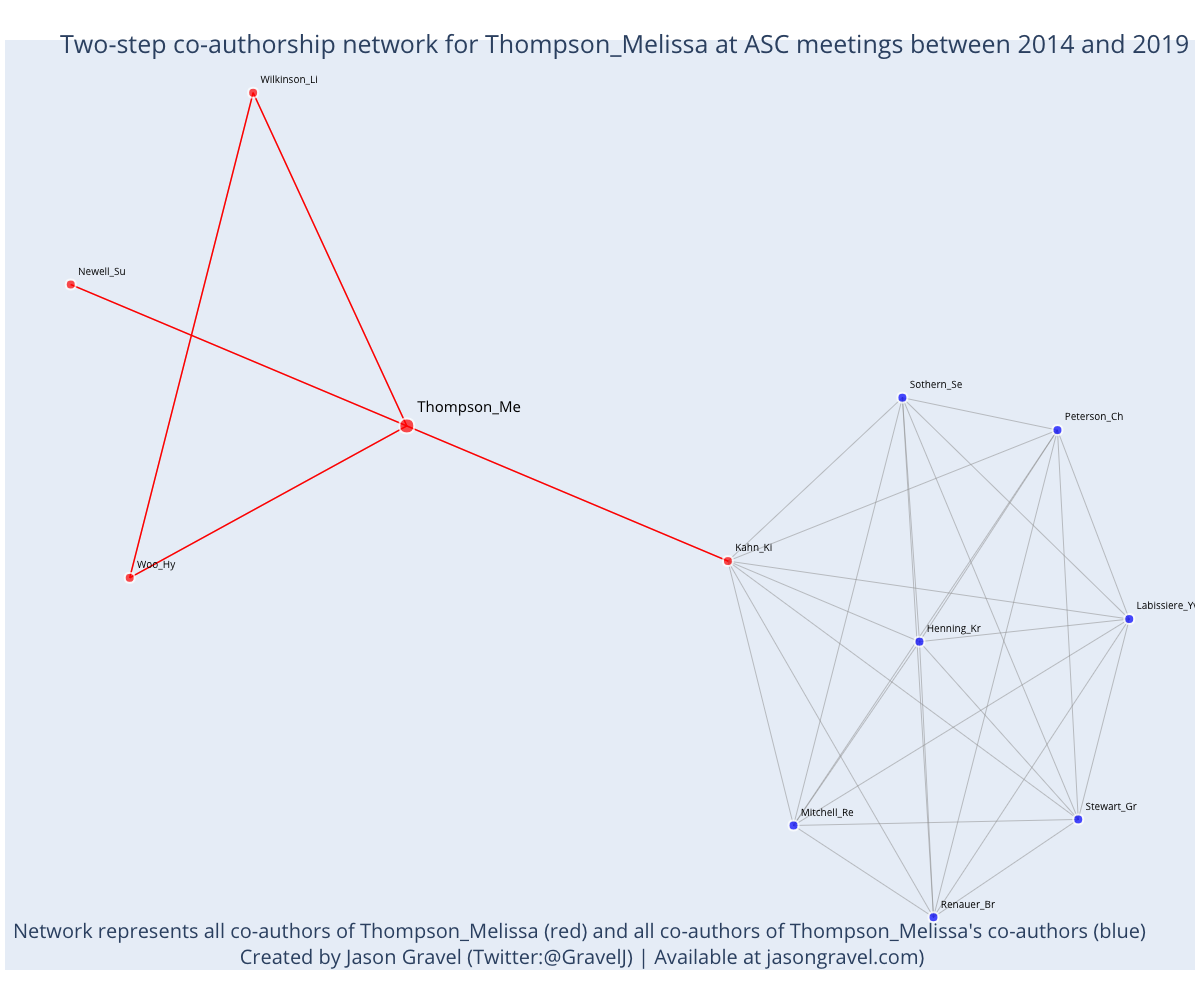 Two-step co-authorship network for Thompson_Melissa at ASC meetings between 2014 and 2019
Wilkinson_Li
Newell_Su
Sothern_Se
Thompson_Me
Peterson_Ch
Kahn_Ki
Woo_Hy
Labissiere_Yv
Henning_Kr
Stewart_Gr
Mitchell_Re
Renauer_Br
Network represents all co-authors of Thompson_Melissa (red) and all co-authors of Thompson_Melissa's co-authors (blue)
Created by Jason Gravel (Twitter:@GravelJ) | Available at jasongravel.com)